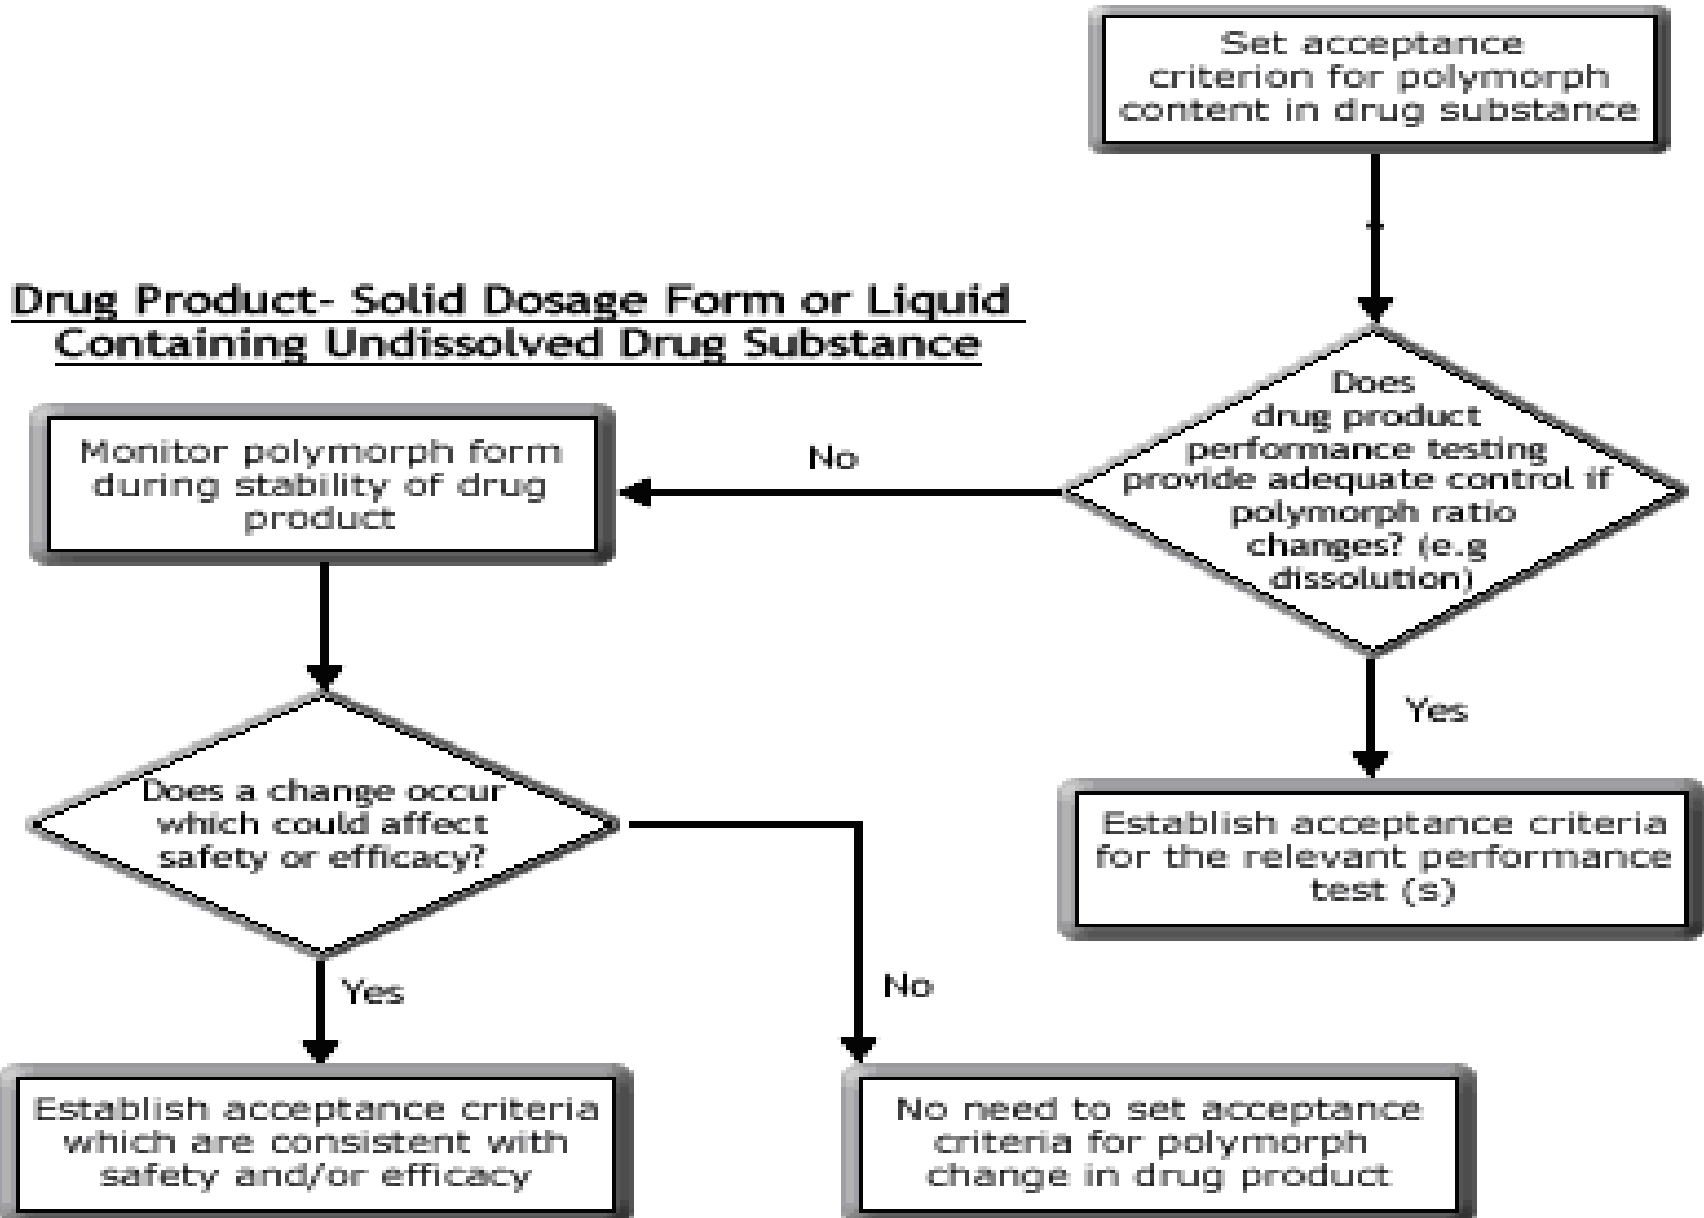 Set acceptance
criterion for polymorph
content in drug substance
Drug Product- Solid Dosage Form or Liquid
Containing Undissolved Drug Substance
Does
drug product
performance testing
provide adequate control if
polymorph ratio
changes? (e.g
dissolution)
No
Monitor polymorph form
during stability of drug
product
Yes
Does a change occur
which could affect
safety or efficacy?
Establish acceptance criteria
for the relevant performance
test (s)
Yes
No
Establish acceptance criteria
which are consistent with
safety and/or efficacy
No need to set acceptance
criteria for polymorph
change in drug product